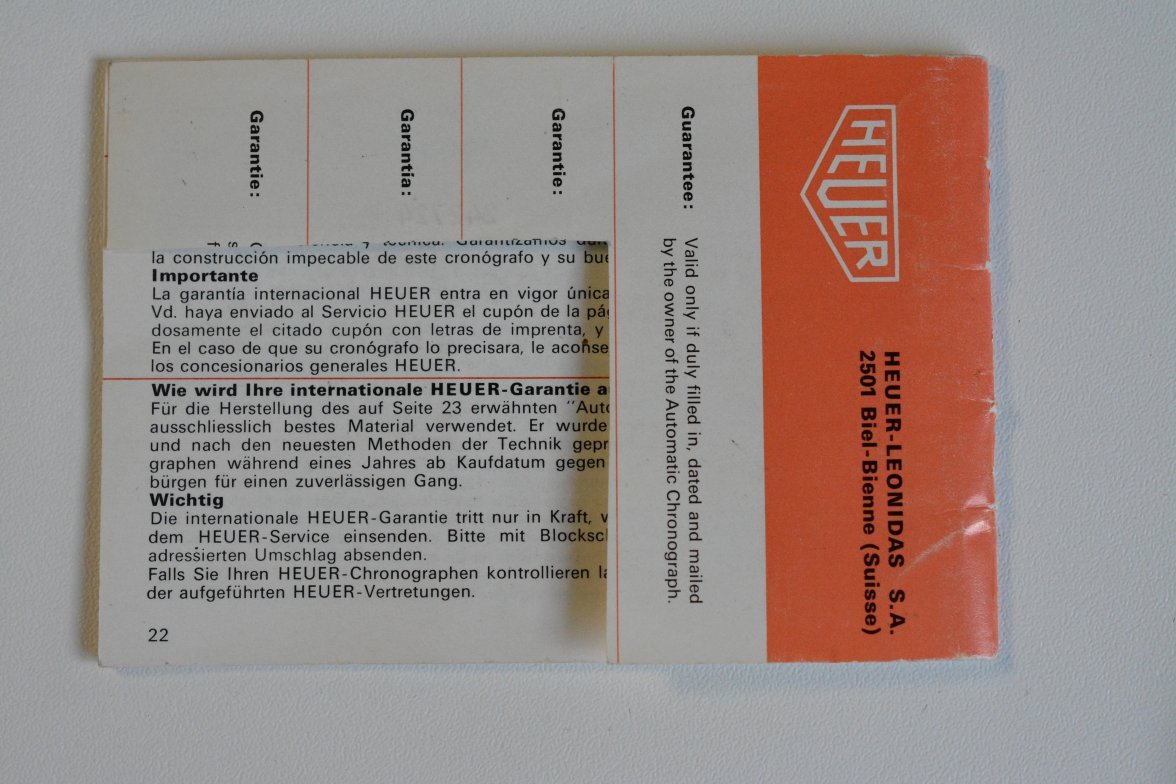 HEUER
HEUER-LEONIDAS S.A.
2501 Biel-Bienne (Suisse)
Guarantee: Valid only if duly filled in, dated and mailed
by the owner of the Automatic Chronograph.
Garantie:
Garantía:
Garantie:
la construcción impecable de este cronógrafo y su
Importante
La garantía internacional HEUER entra en vigor
Vd. haya enviado al Servicio HEUER el cupón de la
dosamente el citado cupón con letras de imprenta, y
En el caso de que su cronógrafo lo precisara, le
los concesionarios generales HEUER.
Wie wird Ihre internationale HEUER-Garantie
Für die Herstellung des auf Seite 23 erwähnten
ausschliesslich bestes Material verwendet. Er wurde
und nach den neuesten Methoden der Technik
graphen während eines Jahres ab Kaufdatum gegen
bürgen für einen zuverlässigen Gang.
Wichtig
Die internationale HEUER-Garantie tritt nur in Kraft,
dem HEUER-Service einsenden. Bitte mit
adressierten Umschlag absenden.
Falls Sie Ihren HEUER-Chronographen kontrollieren
der aufgeführten HEUER-Vertretungen.
22